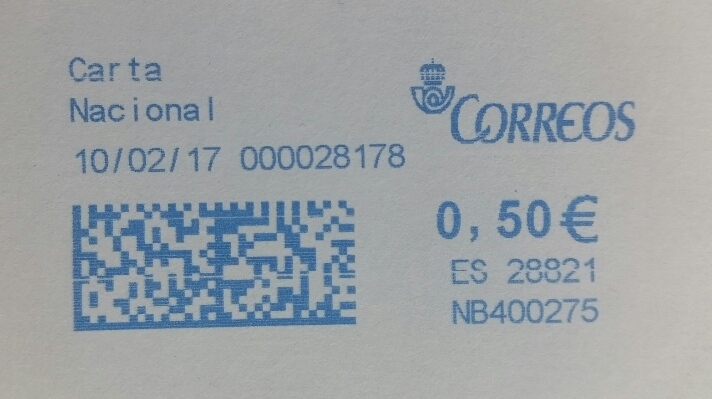 Carta
Nacional
10/02/17 000028178
CORREOS
0,50€
ES 28821
NB400275